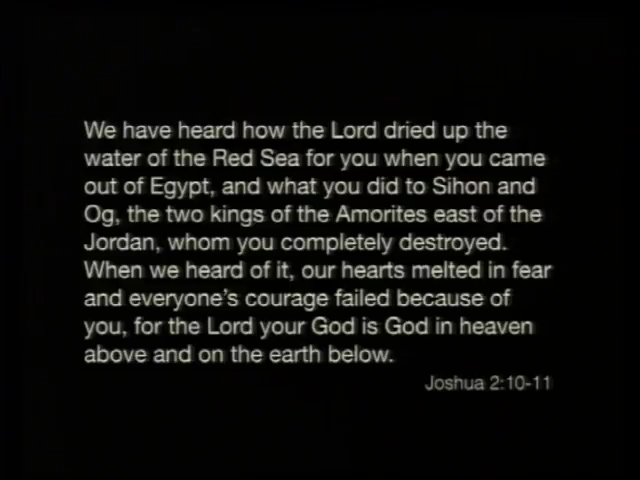 We have heard how the Lord dried up the
water of the Red Sea for you when you came
out of Egypt, and what you did to Sihon and
Og, the two kings of the Amorites east of the
Jordan, whom you completely destroyed.
When we heard of it, our hearts melted in fear
and everyone's courage failed because of
you, for the Lord your God is God in heaven
above and on the earth below.
Joshua 2:10-11